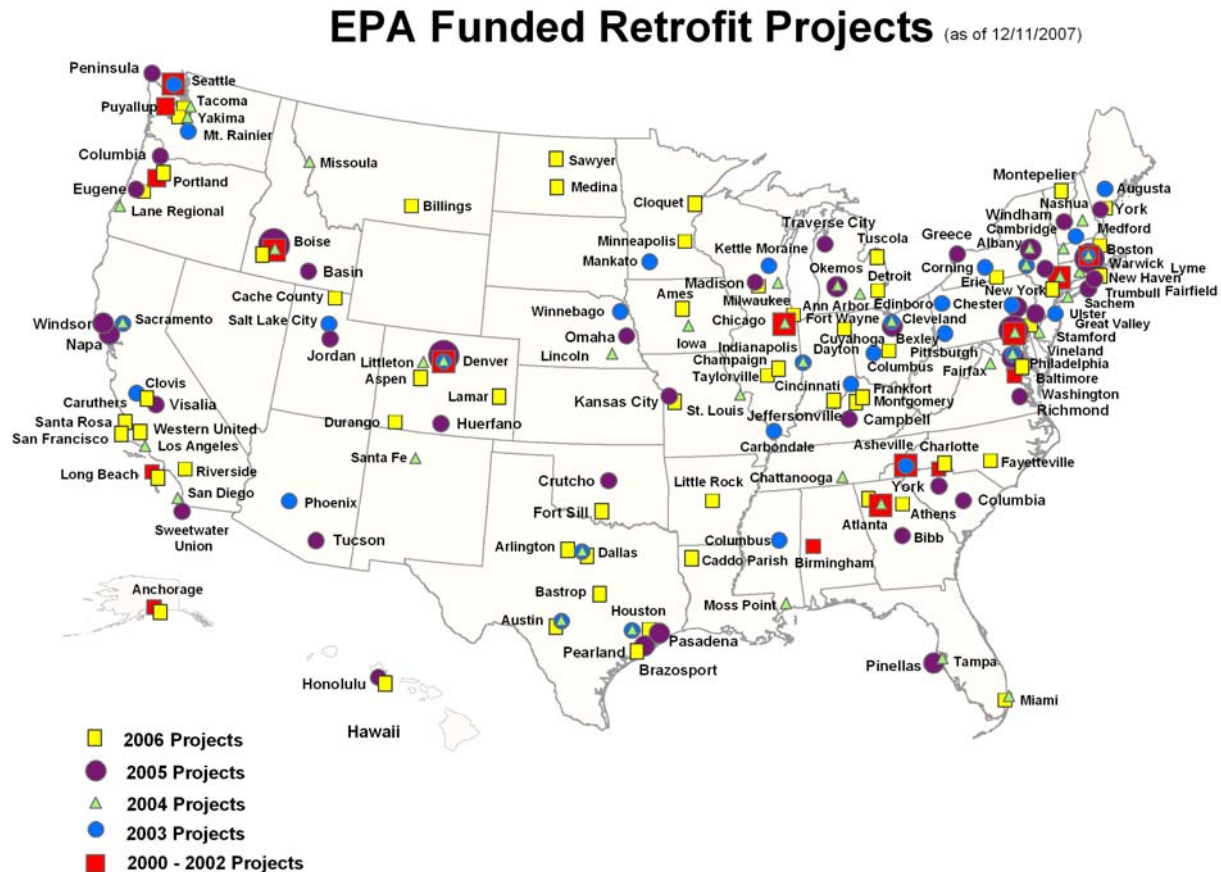 EPA Funded Retrofit Projects (as of 12/11/2007)
Peninsula
Seattle
Puyallup
Tacoma
Yakima
Mt. Rainier
Columbia
Portland
Eugene
Lane Regional
Missoula
Billings
Boise
Basin
Cache County
Salt Lake City
Jordan
Windsor
Sacramento
Napa
Clovis
Caruthers
Visalia
Santa Rosa
Western United
San Francisco
Los Angeles
Long Beach
Riverside
San Diego
Sweetwater
Union
Phoenix
Tucson
Littleton
Denver
Aspen
Lamar
Durango
Huerfano
Santa Fe
Sawyer
Medina
Cloquet
Minneapolis
Mankato
Winnebago
Omaha
Lincoln
Ames
Iowa
Kansas City
St. Louis
Kettle Moraine
Madison
Milwaukee
Chicago
Traverse City
Tuscola
Okemos
Detroit
Ann Arbor
Fort Wayne
Edinboro
Cleveland
Cuyahoga
Bexley
Indianapolis
Dayton
Columbus
Champaign
Taylorville
Cincinnati
Frankfort
Montgomery
Jeffersonville
Campbell
Carbondale
Pittsburgh
Fairfax
Greece
Corning
Erie
New York
Chester
Montepelier
Augusta
Nashua
York
Windham
Medford
Cambridge
Albany
Boston
Warwick
Lyme
New Haven
Trumbull
Fairfield
Sachem
Ulster
Great Valley
Stamford
Vineland
Philadelphia
Baltimore
Washington
Richmond
Asheville
Charlotte
Fayetteville
Chattanooga
York
Columbia
Atlanta
Athens
Bibb
Little Rock
Crutcho
Fort Sill
Arlington
Dallas
Caddo Parish
Columbus
Birmingham
Moss Point
Bastrop
Houston
Austin
Pasadena
Pearland
Brazosport
Pinellas
Tampa
Miami
Anchorage
Honolulu
Hawaii
2006 Projects
2005 Projects
2004 Projects
2003 Projects
2000 - 2002 Projects